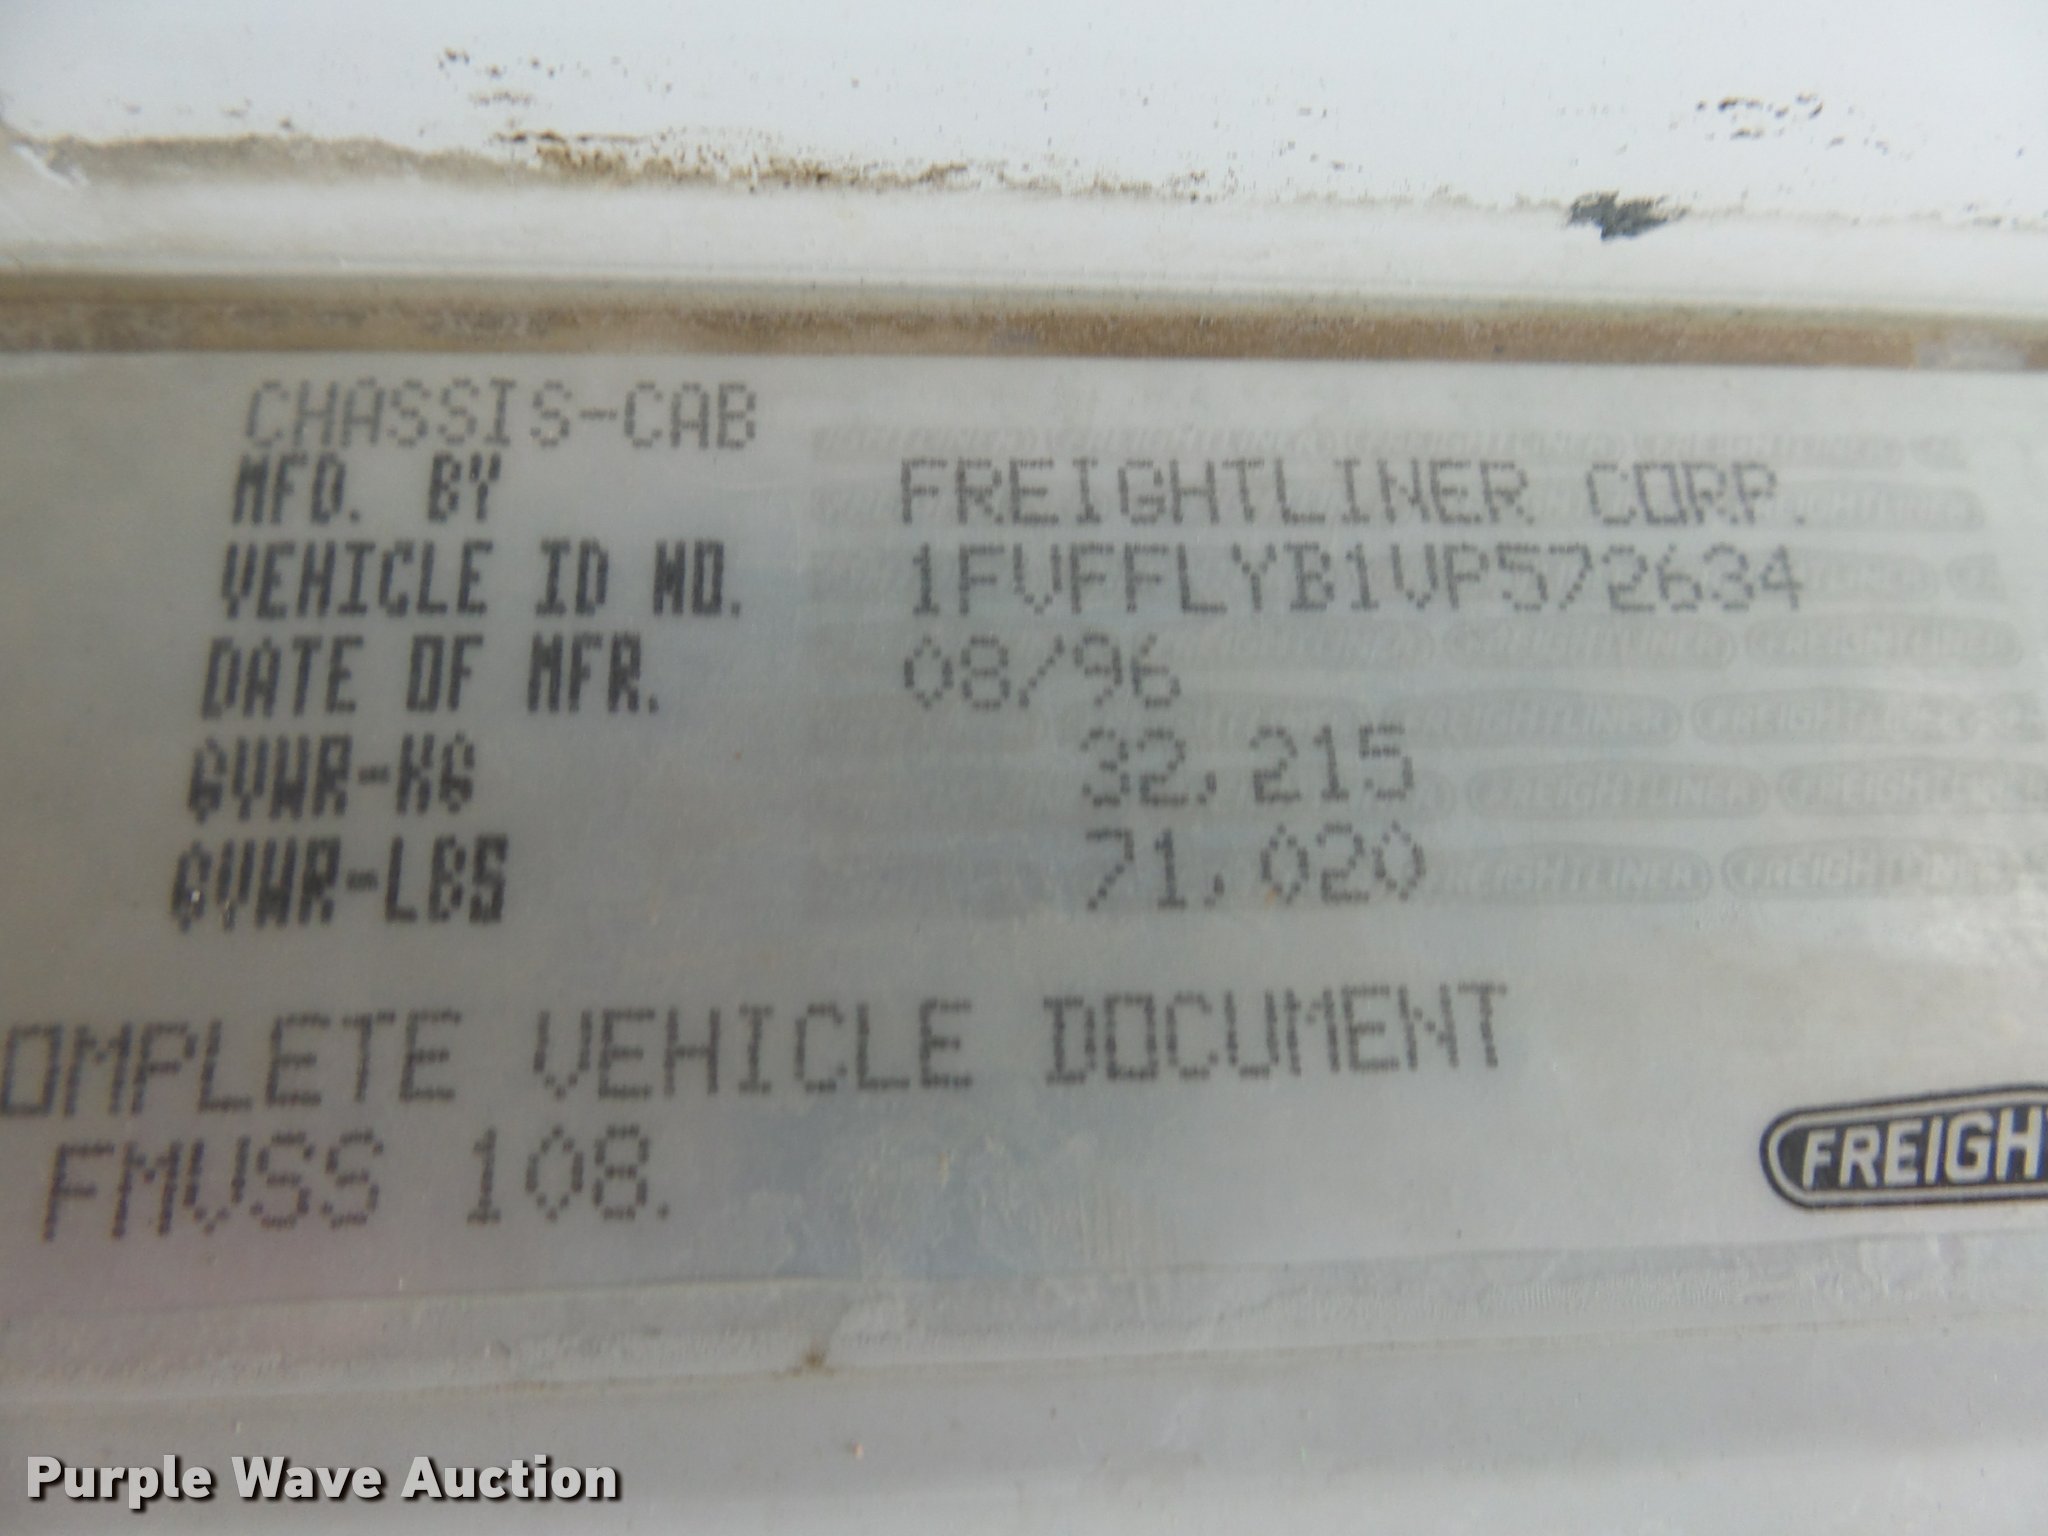 CHASSIS-CAB
MFD. BY FREIGHTLINER CORP.
VEHICLE ID NO. 1FVFFLYB1VP572634
DATE OF MFR. 08/96
GVWR-KG 32,215
GVWR-LBS 71,020
OMPLETE VEHICLE DOCUMENT
FMVSS 108.
FREIGHT
Purple Wave Auction